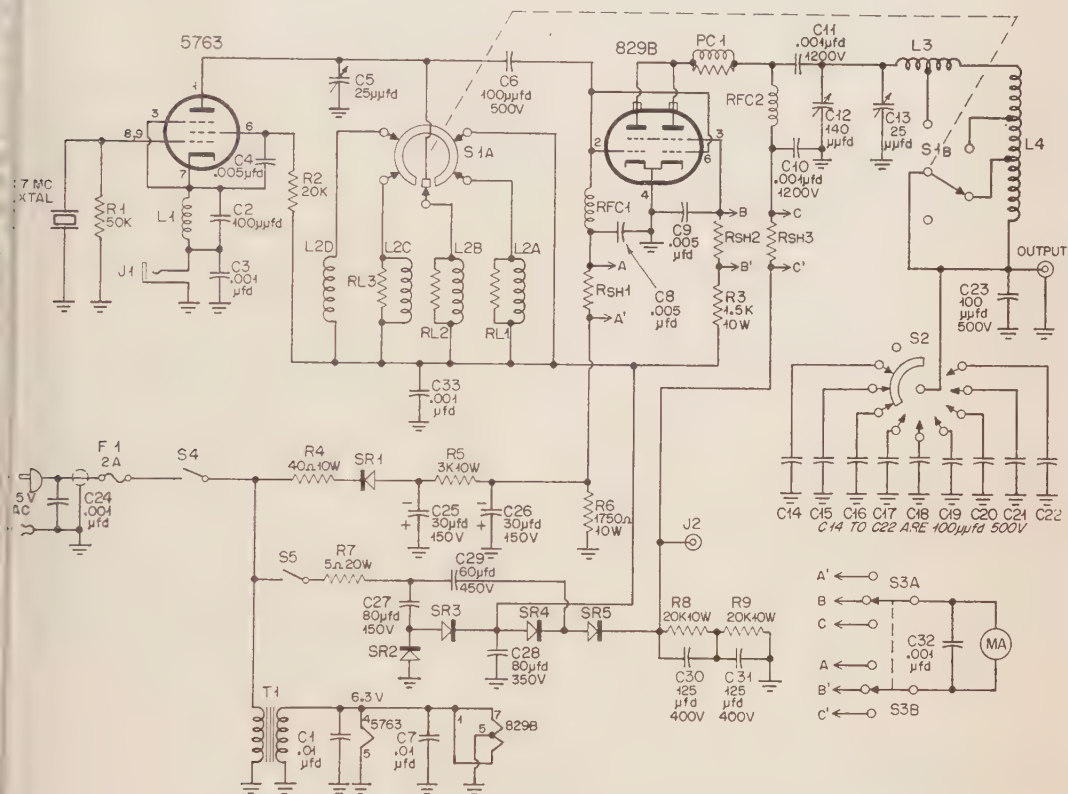 5763
1
3
8,9
6
7
C4
.005µfd
7 MC
XTAL
R1
50K
L1
C2
100µµfd
C3
.001
µfd
J1
R2
20K
C5
25µµfd
C6
100µµfd
500V
S1A
L2D
L2C
RL3
L2B
RL2
L2A
RL1
C33
.001
µfd
829B
PC1
2
3
6
4
RFC1
RFC2
C8
.005
µfd
C9
.005
µfd
A
RSH1
A'
B
RSH2
B'
R3
1.5K
10W
C
RSH3
C'
C10
.001µfd
1200V
C11
.001µfd
1200V
C12
140
µµfd
C13
25
µµfd
L3
S1B
L4
OUTPUT
C23
100
µµfd
500V
S2
C14
C15
C16
C17
C18
C19
C20
C21
C22
C14 TO C22 ARE 100µµfd 500V
F1
2A
S4
5V
AC
C24
.001
µfd
R4
40Ω10W
SR1
R5
3K10W
C25
30µfd
150V
C26
30µfd
150V
R6
1750Ω
10W
J2
S5
R7
5Ω20W
C29
60µfd
450V
C27
80µfd
150V
SR3
SR4
SR5
SR2
C28
80µfd
350V
R8
20K10W
R9
20K10W
C30
125
µfd
400V
C31
125
µfd
400V
T1
6.3V
C1
.01
µfd
4
5763
5
C7
.01
µfd
1
5
7
829B
A'
B
C
S3A
C32
.001
µfd
MA
A
B'
C'
S3B